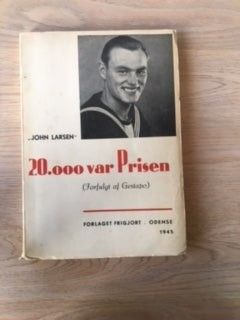 „JOHN LARSEN"
20.000 var Prisen
(Forfulgt af Gestapo)
FORLAGET FRIGJORT . ODENSE
1945